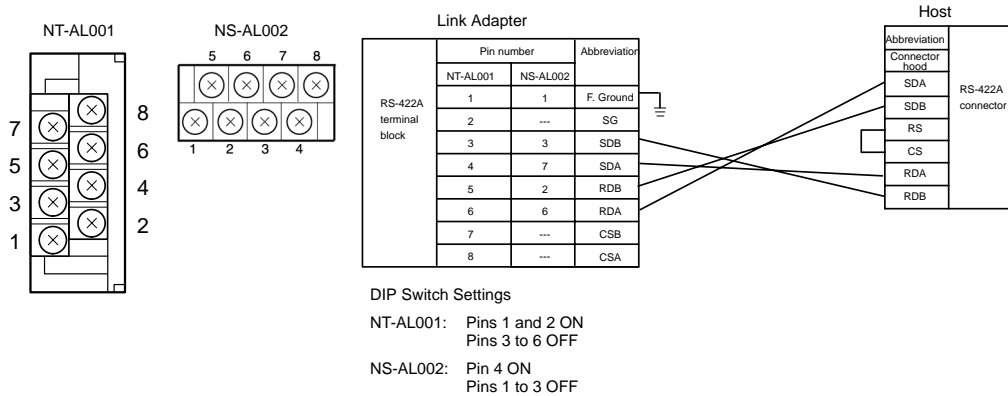 NT-AL001
7
5
3
1
8
6
4
2
NS-AL002
5 6 7 8
1 2 3 4
Link Adapter
RS-422A
terminal
block
Pin number Abbreviation
NT-AL001 NS-AL002
1 1 F. Ground
2 --- SG
3 3 SDB
4 7 SDA
5 2 RDB
6 6 RDA
7 --- CSB
8 --- CSA
Host
Abbreviation
Connector
hood
SDA
SDB
RS
CS
RDA
RDB
RS-422A
connector
DIP Switch Settings
NT-AL001: Pins 1 and 2 ON
Pins 3 to 6 OFF
NS-AL002: Pin 4 ON
Pins 1 to 3 OFF